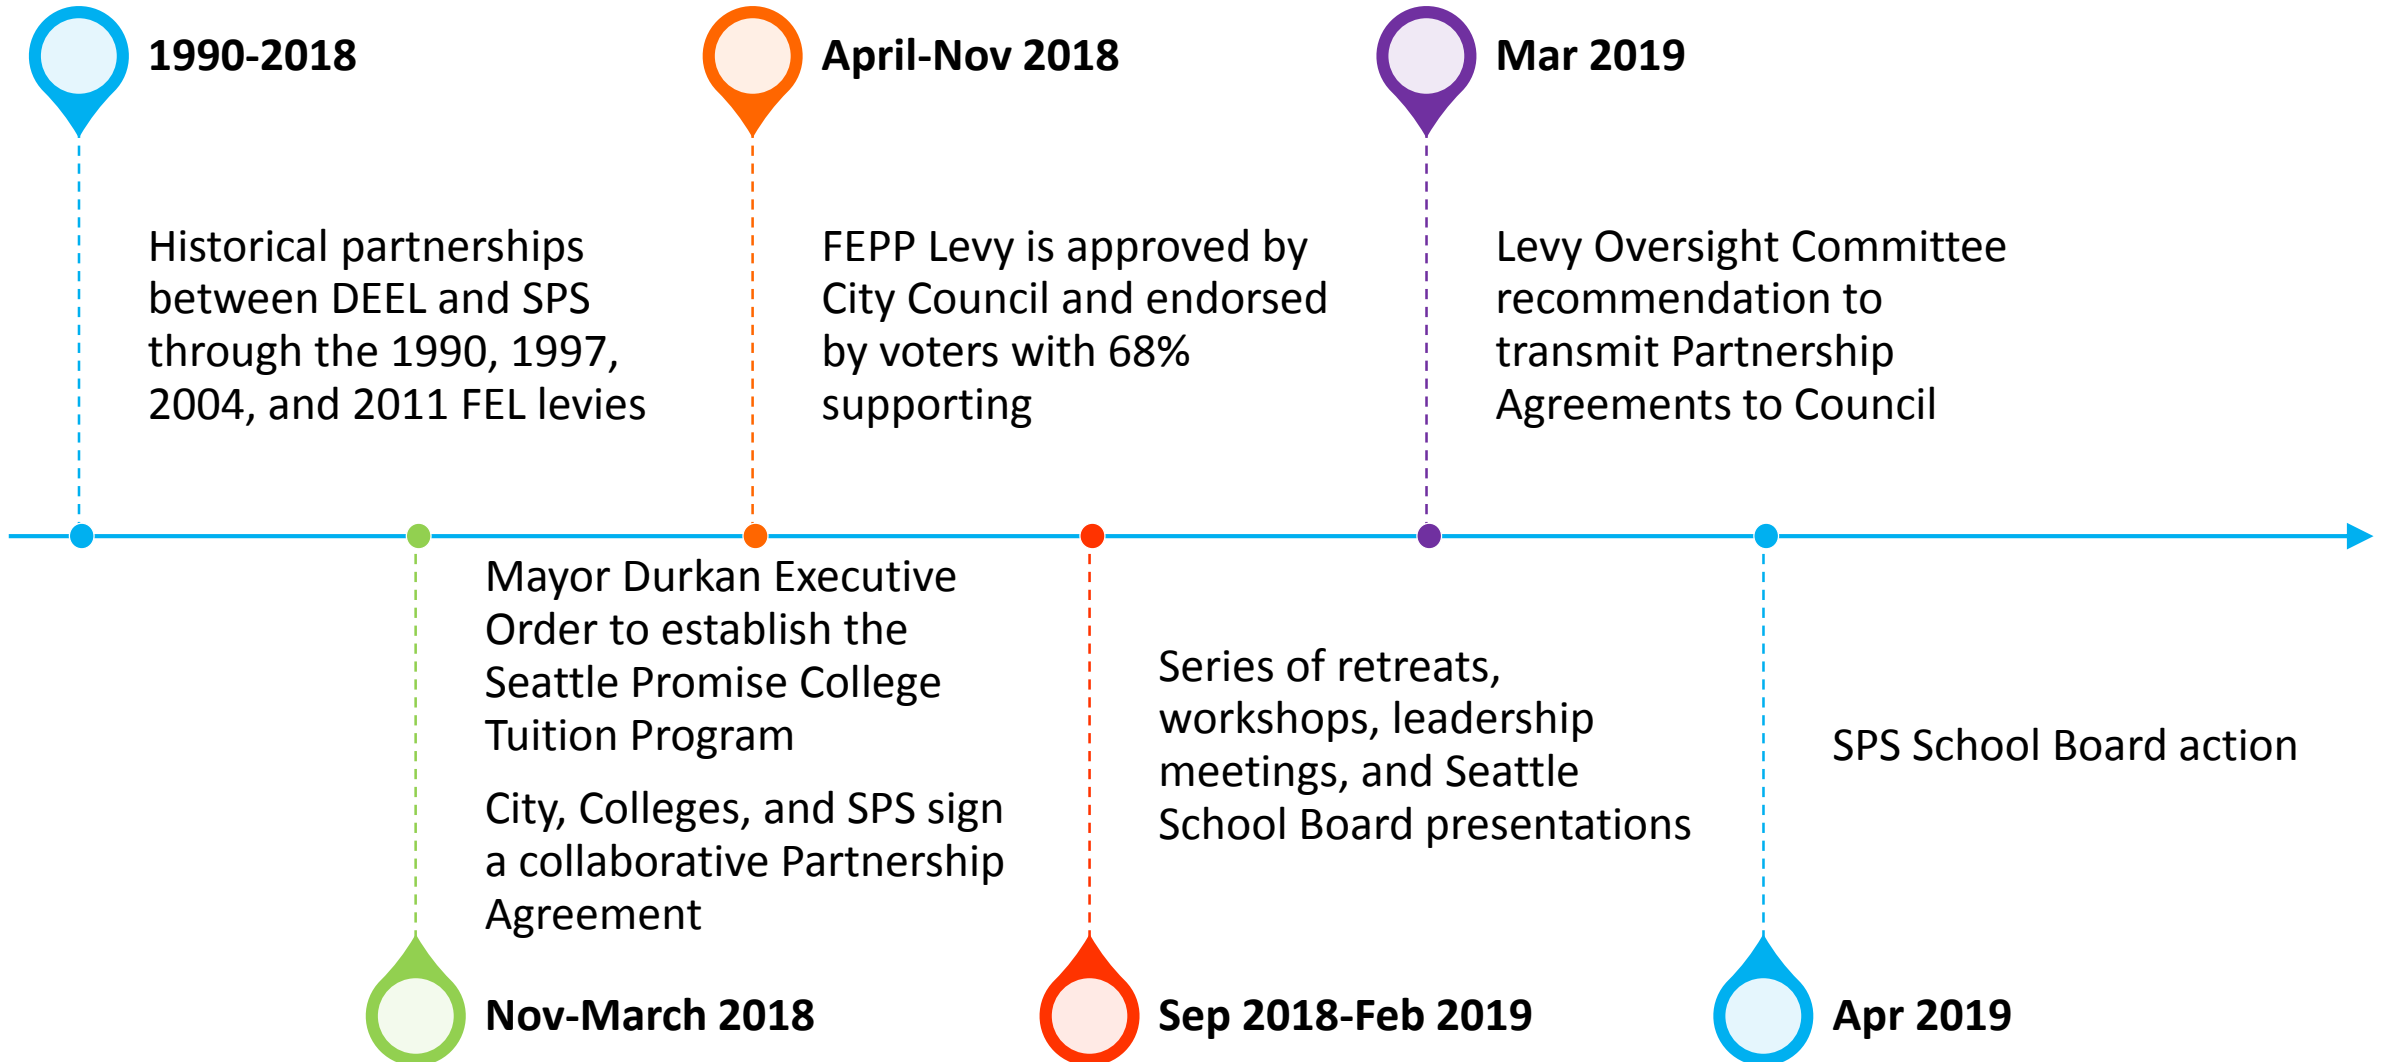 1990-2018
Historical partnerships
between DEEL and SPS
through the 1990, 1997,
2004, and 2011 FEL levies
Mayor Durkan Executive
Order to establish the
Seattle Promise College
Tuition Program
City, Colleges, and SPS sign
a collaborative Partnership
Agreement
Nov-March 2018
April-Nov 2018
FEPP Levy is approved by
City Council and endorsed
by voters with 68%
supporting
Series of retreats,
workshops, leadership
meetings, and Seattle
School Board presentations
Sep 2018-Feb 2019
Mar 2019
Levy Oversight Committee
recommendation to
transmit Partnership
Agreements to Council
SPS School Board action
Apr 2019